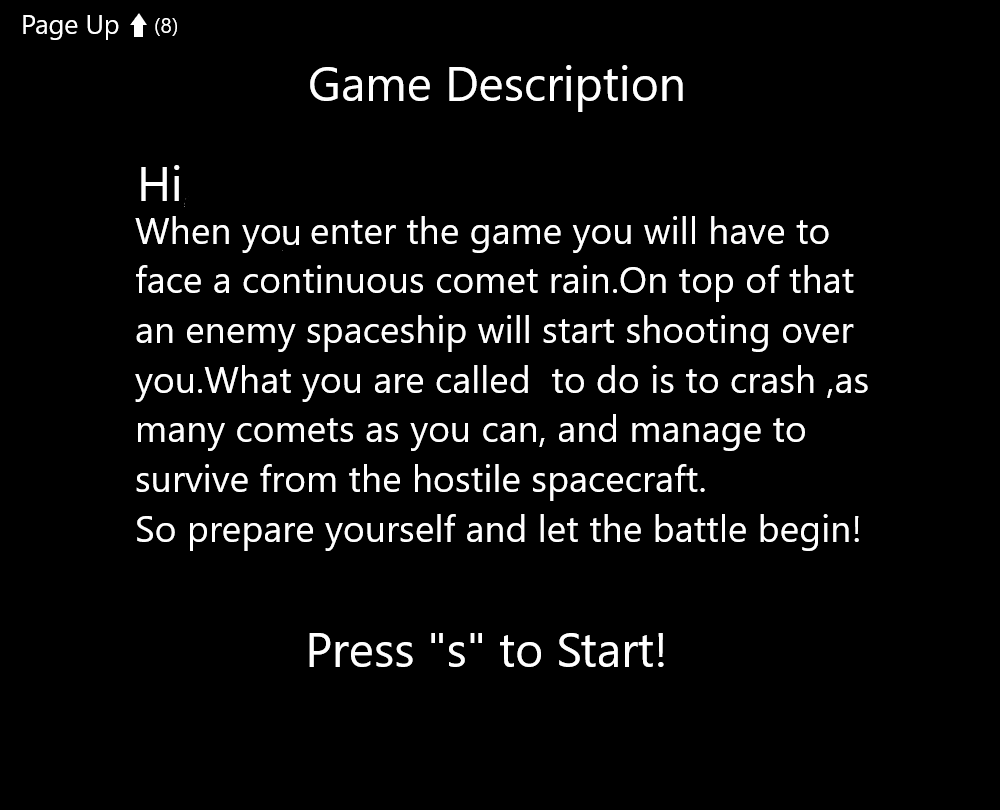 Page Up ⬆ (8)
Game Description
Hi
When you enter the game you will have to
face a continuous comet rain.On top of that
an enemy spaceship will start shooting over
you.What you are called  to do is to crash ,as
many comets as you can, and manage to
survive from the hostile spacecraft.
So prepare yourself and let the battle begin!
Press "s" to Start!